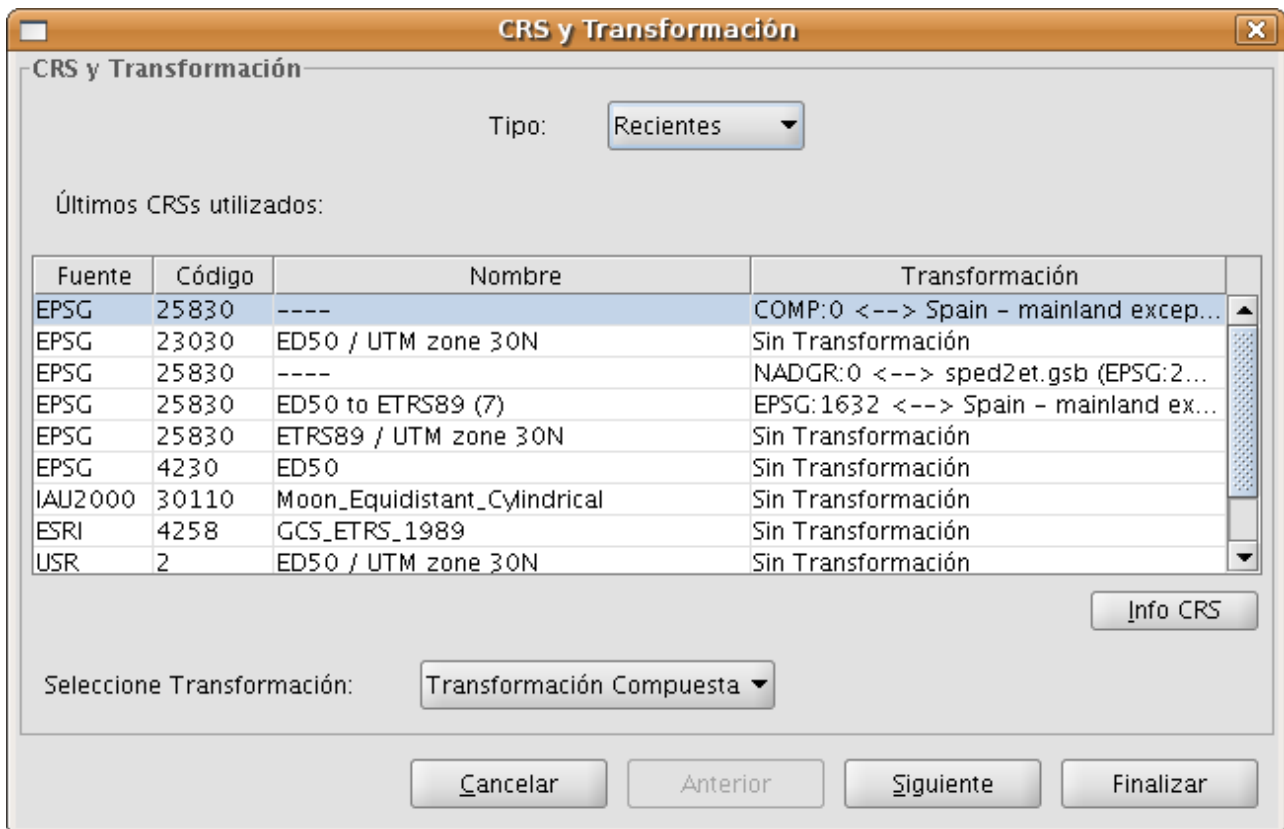 CRS y Transformación
CRS y Transformación
Tipo: Recientes
Últimos CRSs utilizados:
Fuente Código Nombre Transformación
EPSG 25830 ---- COMP:0 <--> Spain - mainland excep...
EPSG 23030 ED50 / UTM zone 30N Sin Transformación
EPSG 25830 ---- NADGR:0 <--> sped2et.gsb (EPSG:2...
EPSG 25830 ED50 to ETRS89 (7) EPSG:1632 <--> Spain - mainland ex...
EPSG 25830 ETRS89 / UTM zone 30N Sin Transformación
EPSG 4230 ED50 Sin Transformación
IAU2000 30110 Moon_Equidistant_Cylindrical Sin Transformación
ESRI 4258 GCS_ETRS_1989 Sin Transformación
USR 2 ED50 / UTM zone 30N Sin Transformación
Info CRS
Seleccione Transformación: Transformación Compuesta
Cancelar Anterior Siguiente Finalizar